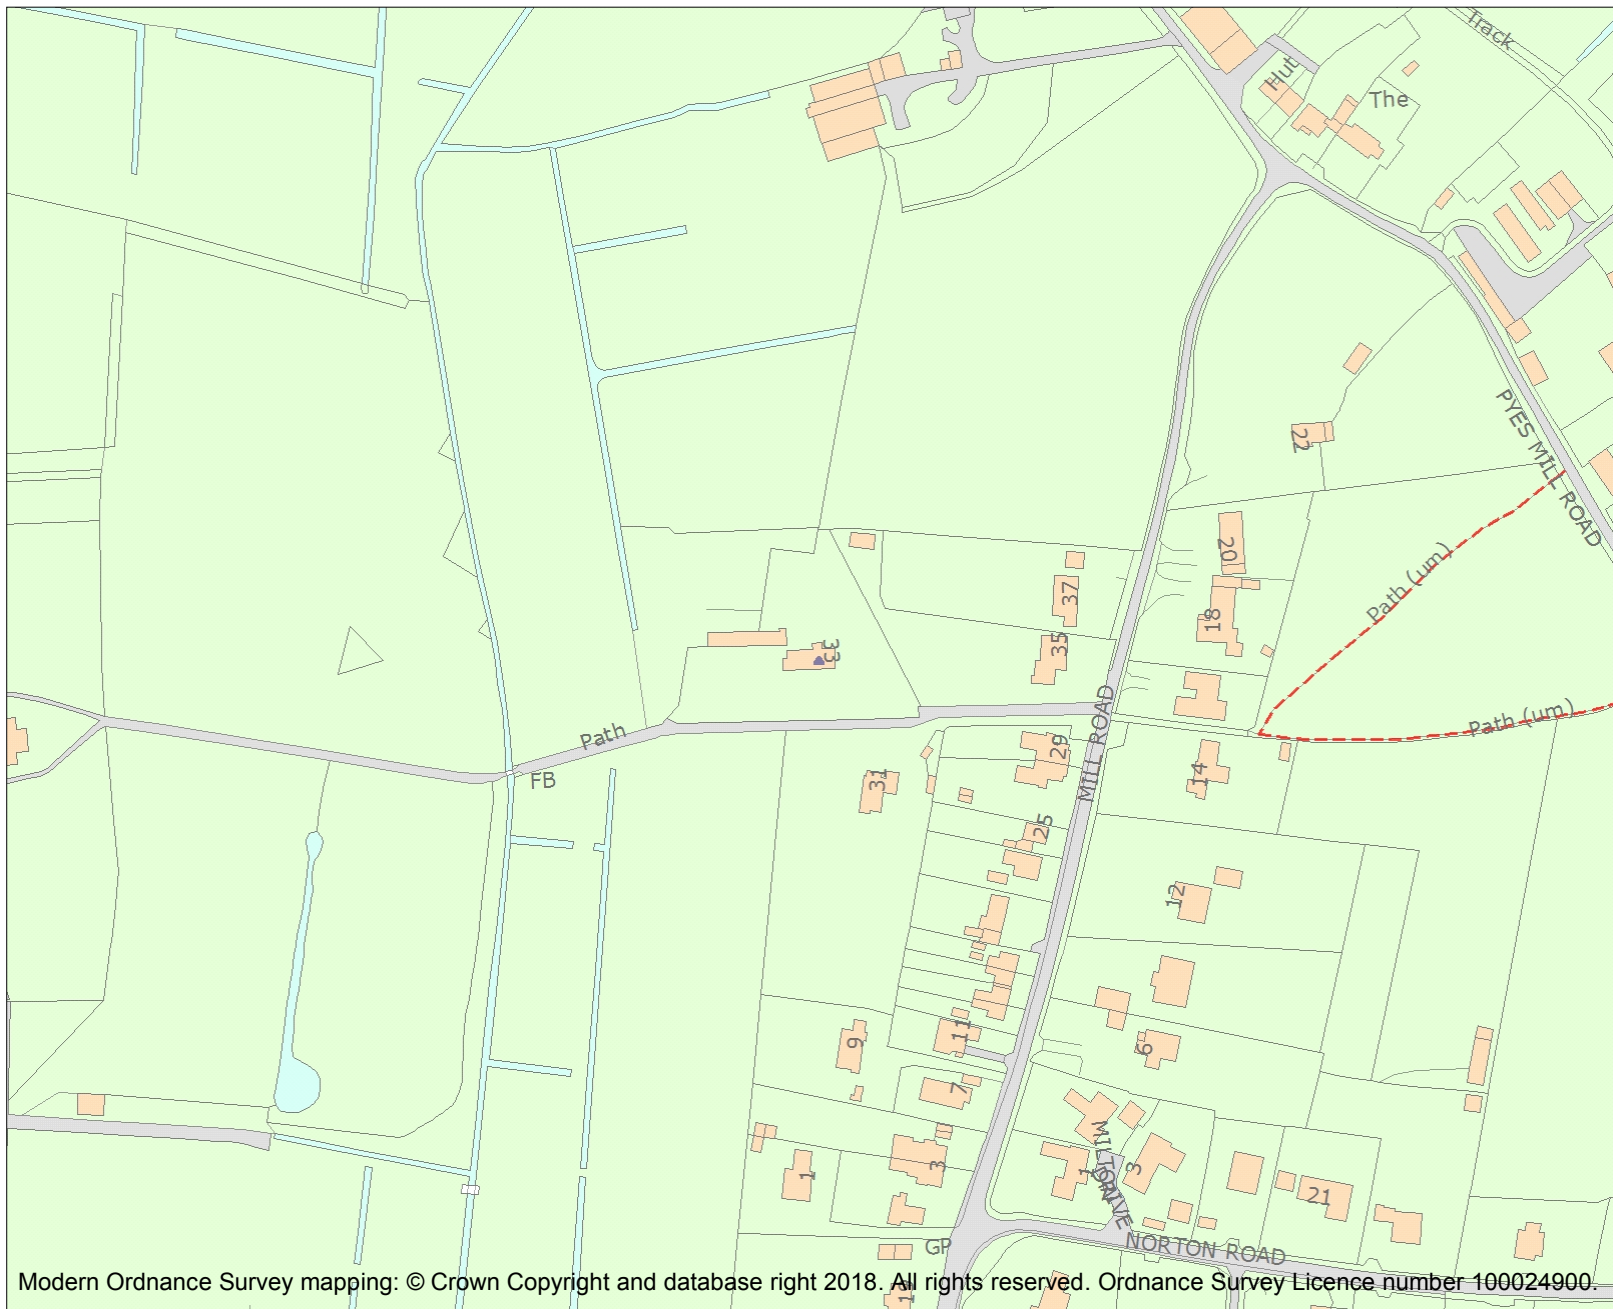 Track
Hut
The
PYES MILL ROAD
22
20
Path (um)
37
18
33
35
MILL ROAD
Path (um)
Path
29
FB
31
14
25
12
11
9
6
7
MILTON
DRIVE
3
1
3
1
21
GP
NORTON ROAD
19
Modern Ordnance Survey mapping: © Crown Copyright and database right 2018. All rights reserved. Ordnance Survey Licence number 100024900.